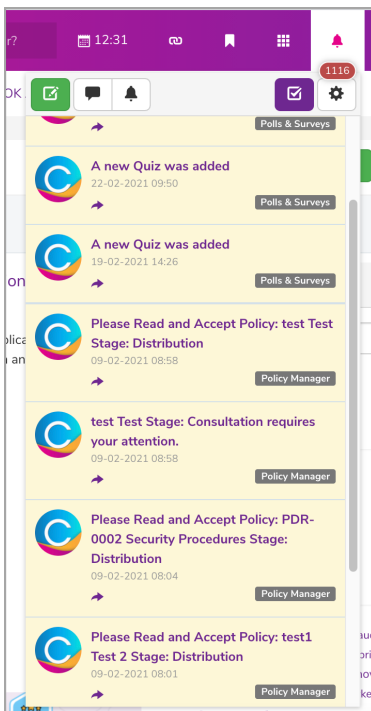 r?
12:31
1116
OK
Polls & Surveys
A new Quiz was added
22-02-2021 09:50
Polls & Surveys
A new Quiz was added
19-02-2021 14:26
Polls & Surveys
on
Please Read and Accept Policy: test Test
Stage: Distribution
09-02-2021 08:58
Policy Manager
test Test Stage: Consultation requires
your attention.
09-02-2021 08:58
Policy Manager
Please Read and Accept Policy: PDR-
0002 Security Procedures Stage:
Distribution
09-02-2021 08:04
Policy Manager
Please Read and Accept Policy: test1
Test 2 Stage: Distribution
09-02-2021 08:01
Policy Manager